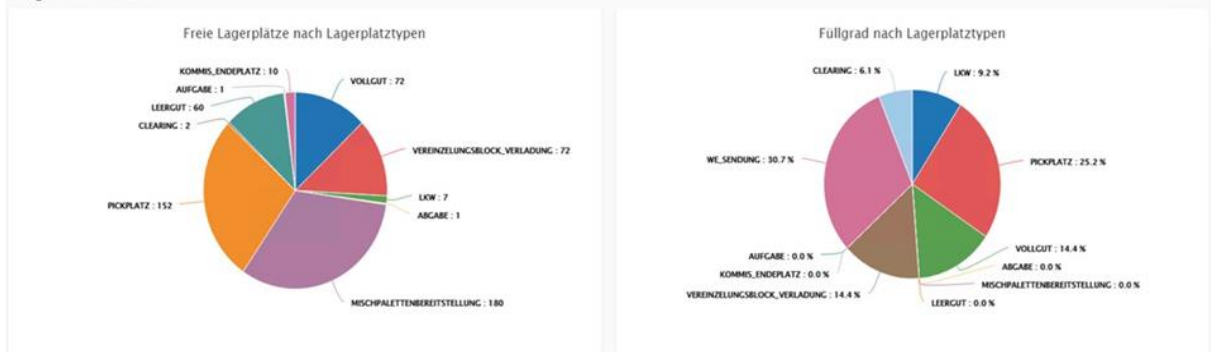 Freie Lagerplätze nach Lagerplatztypen
KOMMIS_ENDEPLATZ : 10
AUFGABE : 1
LEERGUT : 60
CLEARING : 2
VOLLGUT : 72
VEREINZELUNGSBLOCK_VERLADUNG : 72
LKW : 7
ABGABE : 1
PICKPLATZ : 152
MISCHPALETTENBEREITSTELLUNG : 180
Füllgrad nach Lagerplatztypen
CLEARING : 6.1 %
LKW : 9.2 %
WE_SENDUNG : 30.7 %
PICKPLATZ : 25.2 %
VOLLGUT : 14.4 %
AUFGABE : 0.0 %
ABGABE : 0.0 %
KOMMIS_ENDEPLATZ : 0.0 %
MISCHPALETTENBEREITSTELLUNG : 0.0 %
VEREINZELUNGSBLOCK_VERLADUNG : 14.4 %
LEERGUT : 0.0 %